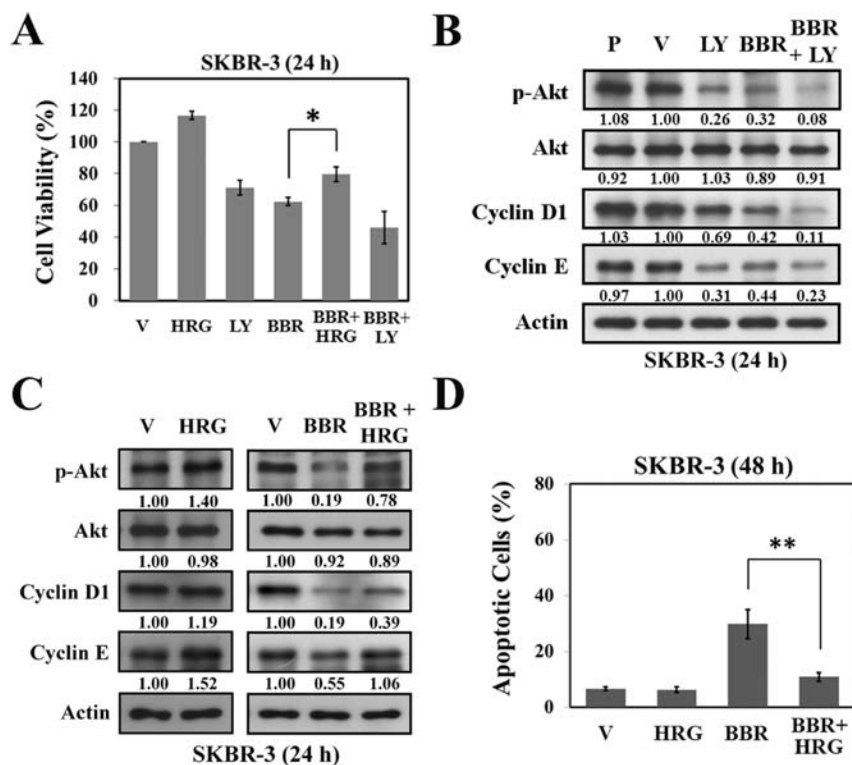 A
SKBR-3 (24 h)
Cell Viability (%)
140
120
100
80
60
40
20
0
*
V HRG LY BBR BBR+ HRG BBR+ LY
B
P V LY BBR BBR + LY
p-Akt
1.08 1.00 0.26 0.32 0.08
Akt
0.92 1.00 1.03 0.89 0.91
Cyclin D1
1.03 1.00 0.69 0.42 0.11
Cyclin E
0.97 1.00 0.31 0.44 0.23
Actin
SKBR-3 (24 h)
C
V HRG V BBR BBR + HRG
p-Akt
1.00 1.40 1.00 0.19 0.78
Akt
1.00 0.98 1.00 0.92 0.89
Cyclin D1
1.00 1.19 1.00 0.19 0.39
Cyclin E
1.00 1.52 1.00 0.55 1.06
Actin
SKBR-3 (24 h)
D
SKBR-3 (48 h)
Apoptotic Cells (%)
80
60
40
20
0
**
V HRG BBR BBR+ HRG